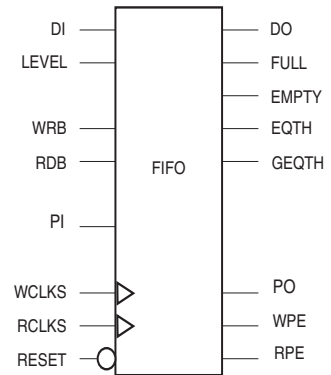 DI
DO
LEVEL
FULL
EMPTY
WRB
EQTH
RDB
GEQTH
FIFO
PI
WCLKS
PO
RCLKS
WPE
RESET
RPE